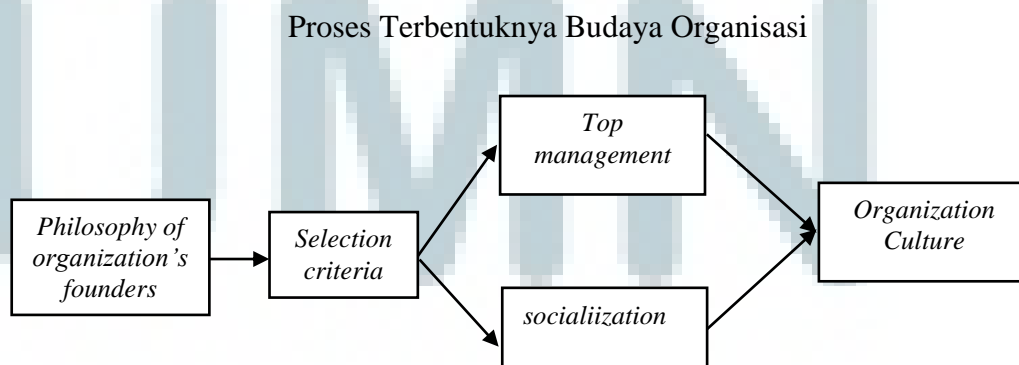 Proses Terbentuknya Budaya Organisasi
Philosophy of
organization's
founders
Selection
criteria
Top
management
socialiization
Organization
Culture